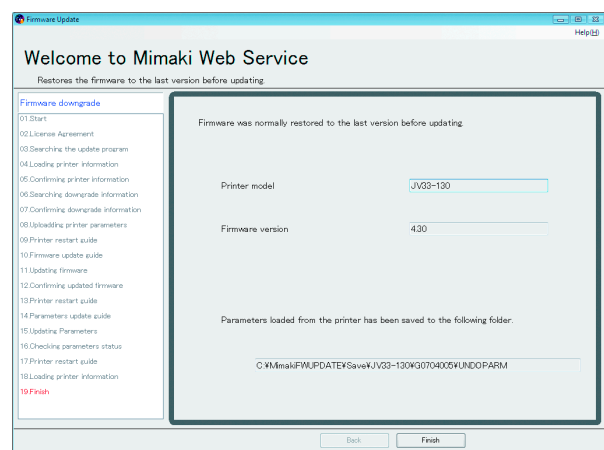 Firmware Update
Help(H)
Welcome to Mimaki Web Service
Restores the firmware to the last version before updating.
Firmware downgrade
01.Start
02.License Agreement
03.Searching the update program
04.Loading printer information
05.Confirming printer information
06.Searching downgrade information
07.Confirming downgrade information
08.Uploadding printer parameters
09.Printer restart guide
10.Firmware update guide
11.Updating firmware
12.Confirming updated firmware
13.Printer restart guide
14.Parameters update guide
15.Updating Parameters
16.Checking parameters status
17.Printer restart guide
18.Loading printer information
19.Finish
Firmware was normally restored to the last version before updating.
Printer model JV33-130
Firmware version 4.30
Parameters loaded from the printer has been saved to the following folder.
C:¥MimakiFWUPDATE¥Save¥JV33-130¥G0704005¥UNDOPARM
Back Finish